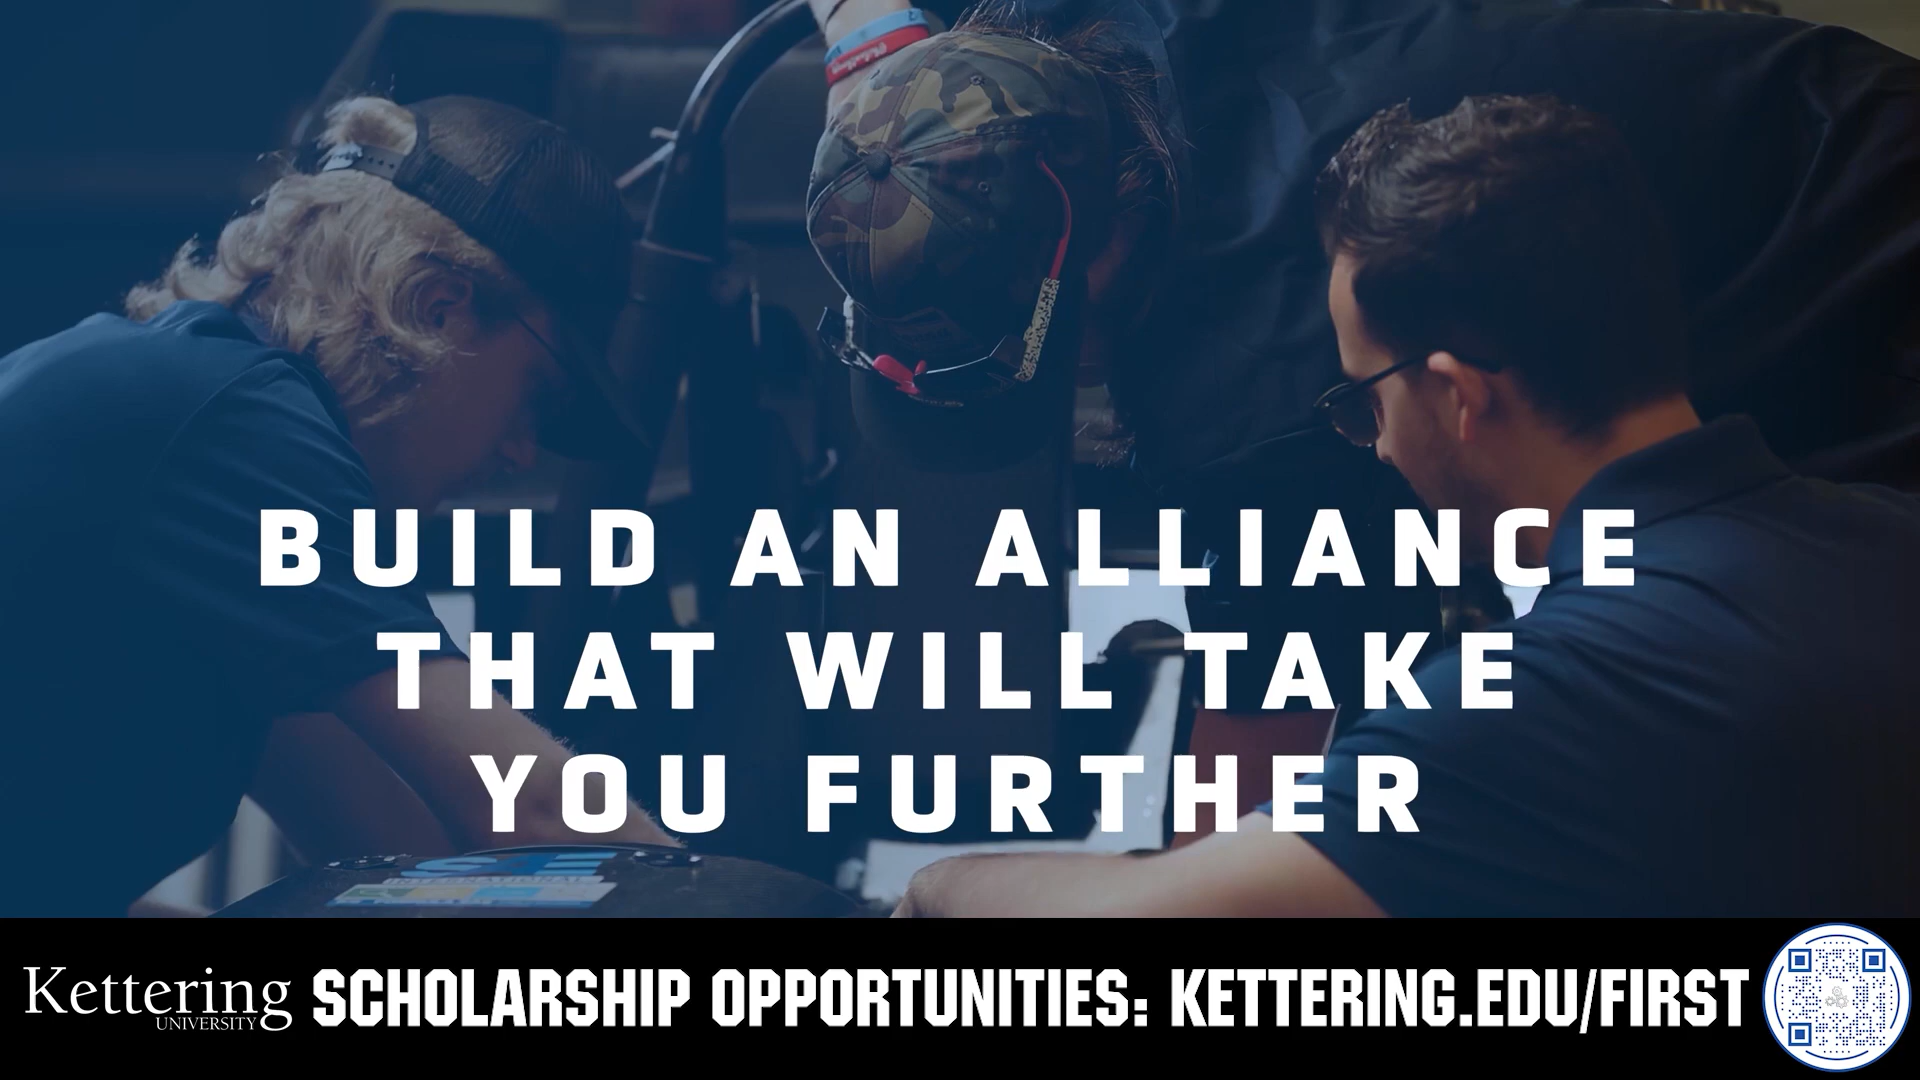 BUILD AN ALLIANCE
THAT WILL TAKE
YOU FURTHER
Kettering
UNIVERSITY
SCHOLARSHIP OPPORTUNITIES: KETTERING.EDU/FIRST